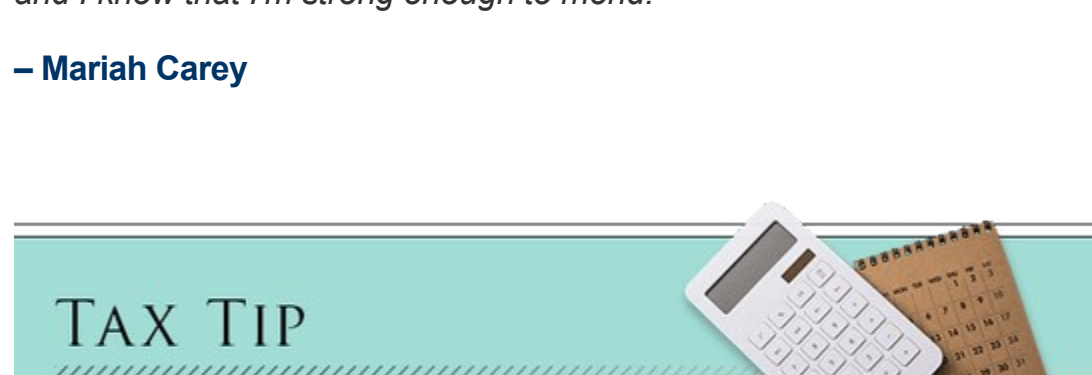 and I know that I'm strong enough to mend.
– Mariah Carey
TAX TIP